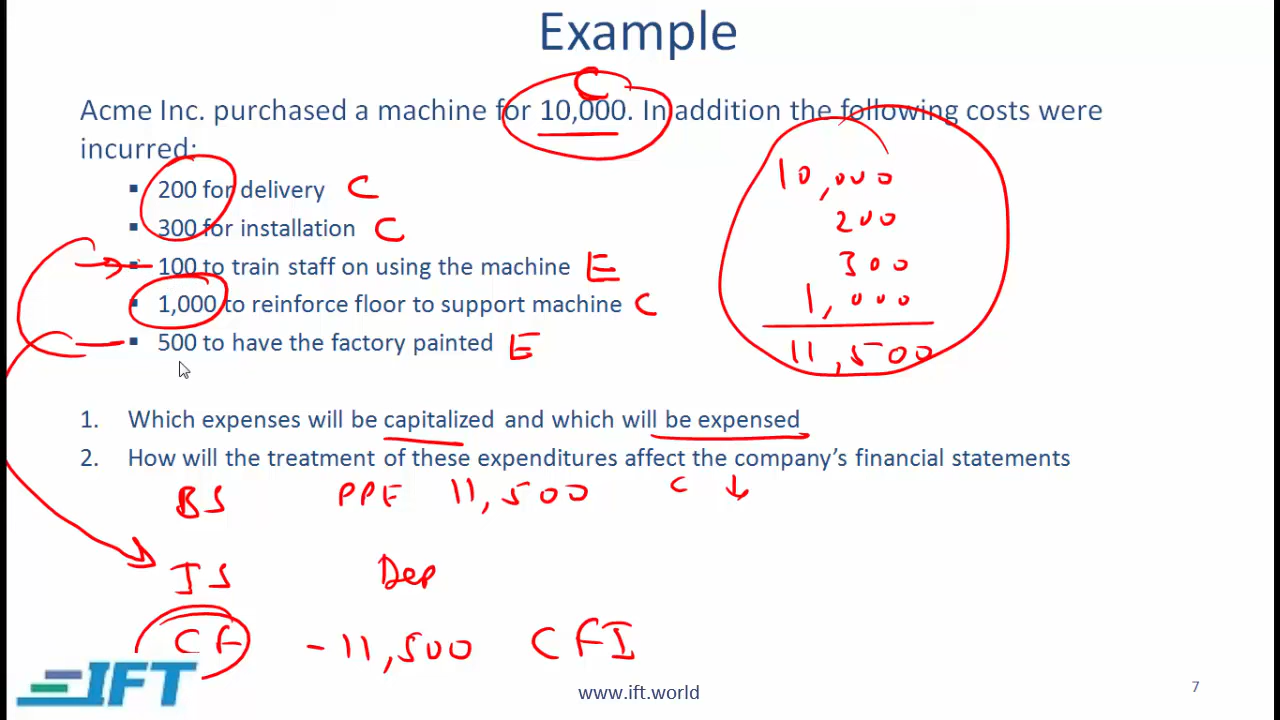 Example
C
Acme Inc. purchased a machine for 10,000. In addition the following costs were
incurred:
▪ 200 for delivery C
▪ 300 for installation C
▪ 100 to train staff on using the machine E
▪ 1,000 to reinforce floor to support machine C
▪ 500 to have the factory painted E
10,000
200
300
1,000
11,500
1. Which expenses will be capitalized and which will be expensed
2. How will the treatment of these expenditures affect the company's financial statements
BS PPE 11,500 C ↓
IS Dep
CF -11,500 CFI
IFT
www.ift.world
7